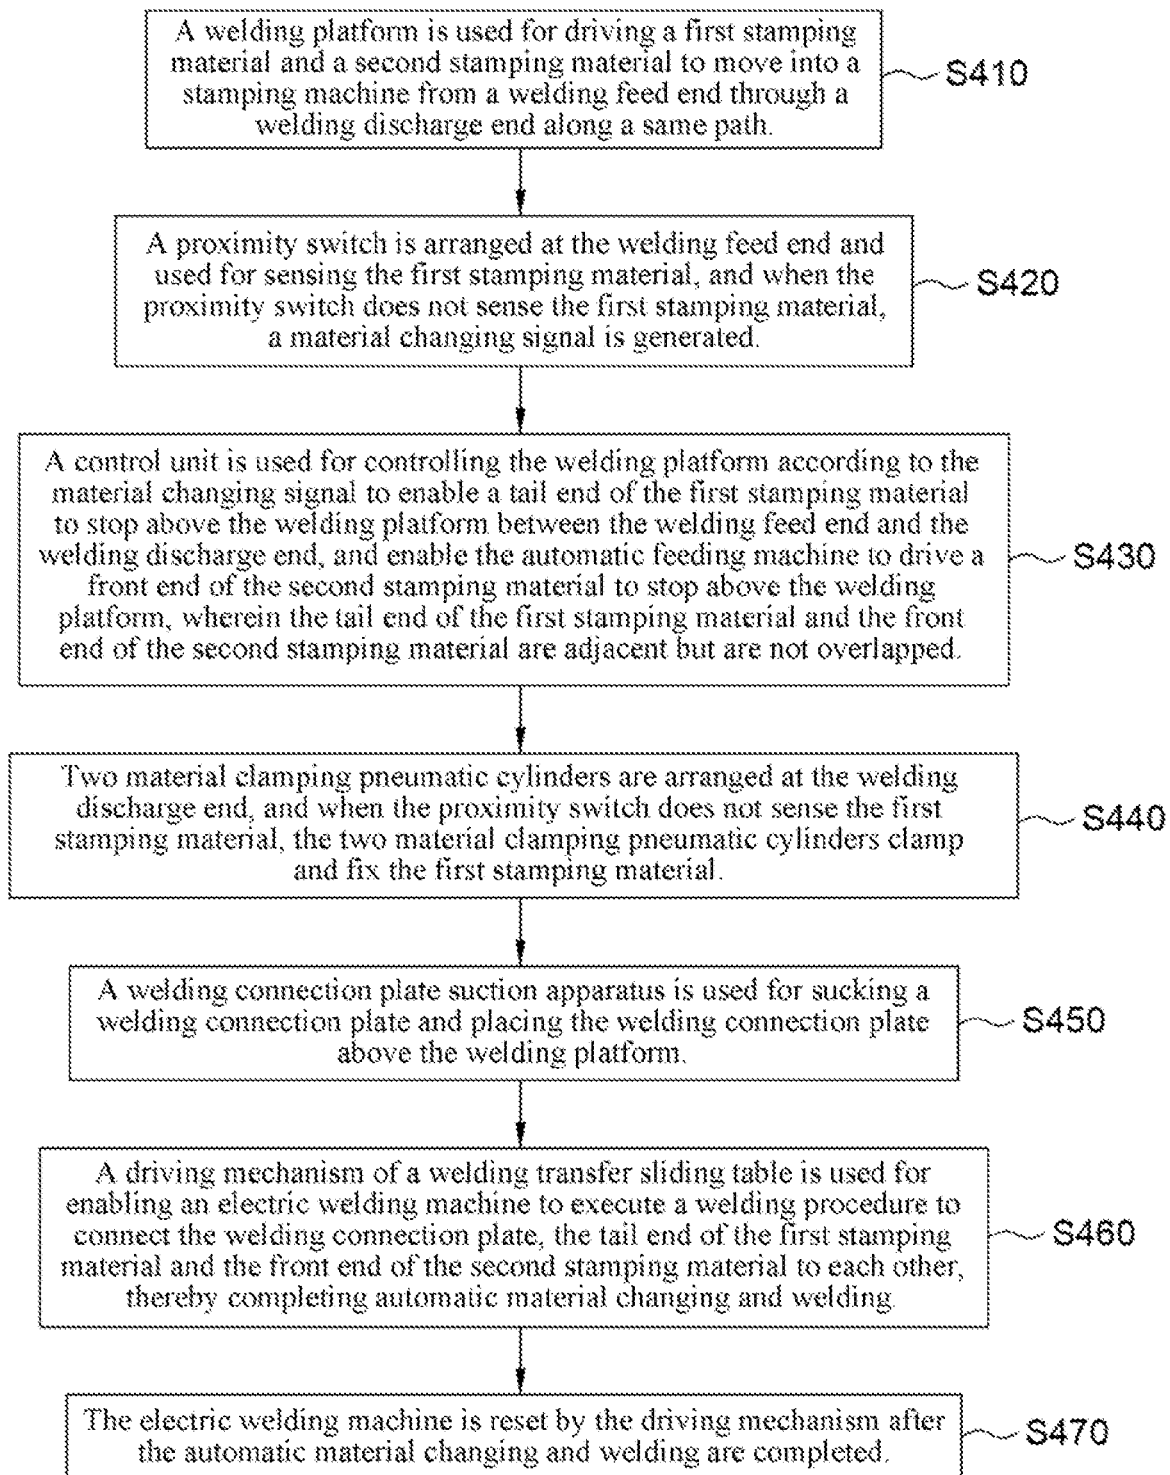 A welding platform is used for driving a first stamping
material and a second stamping material to move into a
stamping machine from a welding feed end through a
welding discharge end along a same path.
S410
A proximity switch is arranged at the welding feed end and
used for sensing the first stamping material, and when the
proximity switch does not sense the first stamping material,
a material changing signal is generated.
S420
A control unit is used for controlling the welding platform according to the
material changing signal to enable a tail end of the first stamping material
to stop above the welding platform between the welding feed end and the
welding discharge end, and enable the automatic feeding machine to drive a
front end of the second stamping material to stop above the welding
platform, wherein the tail end of the first stamping material and the front
end of the second stamping material are adjacent but are not overlapped.
S430
Two material clamping pneumatic cylinders are arranged at the welding
discharge end, and when the proximity switch does not sense the first
stamping material, the two material clamping pneumatic cylinders clamp
and fix the first stamping material.
S440
A welding connection plate suction apparatus is used for sucking a
welding connection plate and placing the welding connection plate
above the welding platform.
S450
A driving mechanism of a welding transfer sliding table is used for
enabling an electric welding machine to execute a welding procedure to
connect the welding connection plate, the tail end of the first stamping
material and the front end of the second stamping material to each other,
thereby completing automatic material changing and welding.
S460
The electric welding machine is reset by the driving mechanism after
the automatic material changing and welding are completed.
S470